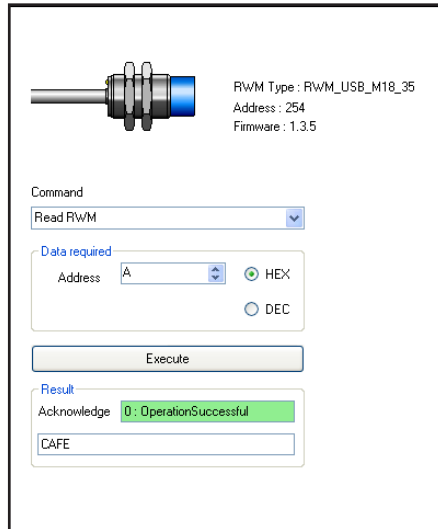 RWM Type : RWM_USB_M18_35
Address : 254
Firmware : 1.3.5
Command
Read RWM
Data required
Address A HEX
DEC
Execute
Result
Acknowledge 0 : OperationSuccessful
CAFE